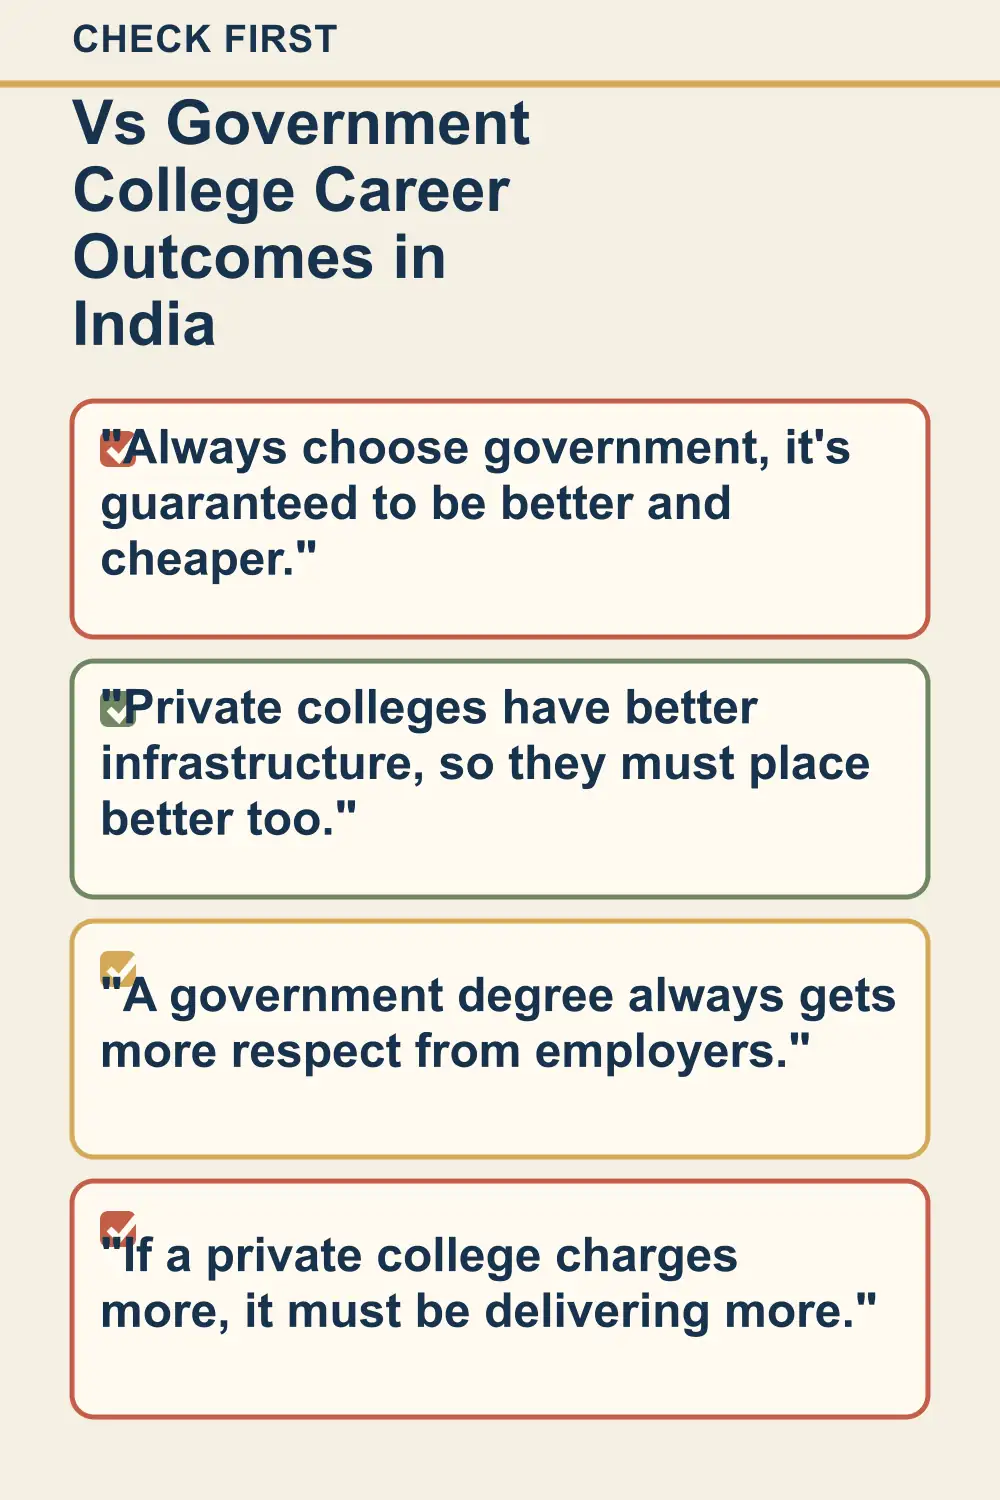 CHECK FIRST
Vs Government
College Career
Outcomes in
India
"Always choose government, it's
guaranteed to be better and
cheaper."
"Private colleges have better
infrastructure, so they must place
better too."
"A government degree always gets
more respect from employers."
"If a private college charges
more, it must be delivering more."